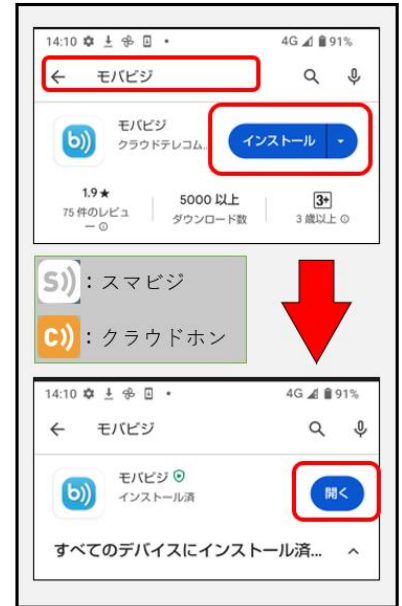 14:10 4G 91%
モバビジ
b))
モバビジ
クラウドテレコム..
インストール
1.9★
5000 以上
3+
75 件のレビュ
ー
ダウンロード数
3 歳以上
S)):スマビジ
C)):クラウドホン
14:10 4G 91%
モバビジ
b))
モバビジ
インストール済
開く
すべてのデバイスにインストール済...